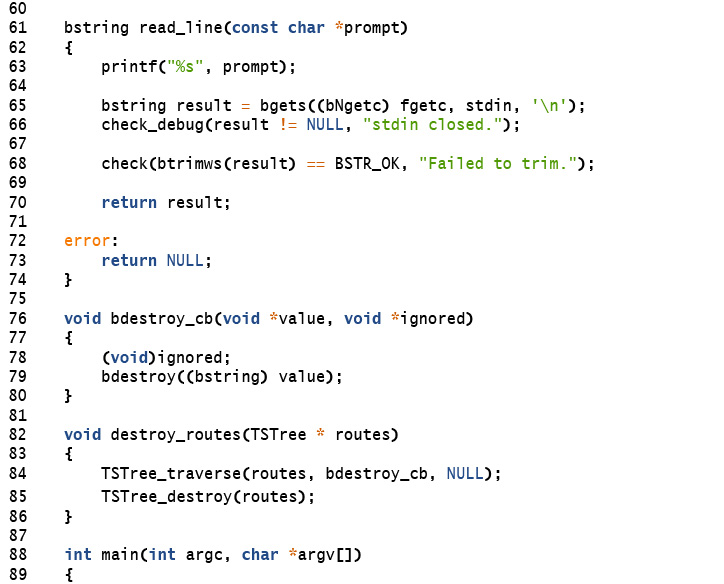 60
61 bstring read_line(const char *prompt)
62 {
63     printf("%s", prompt);
64
65     bstring result = bgets((bNgetc) fgetc, stdin, '\n');
66     check_debug(result != NULL, "stdin closed.");
67
68     check(btrimws(result) == BSTR_OK, "Failed to trim.");
69
70     return result;
71
72 error:
73     return NULL;
74 }
75
76 void bdestroy_cb(void *value, void *ignored)
77 {
78     (void)ignored;
79     bdestroy((bstring) value);
80 }
81
82 void destroy_routes(TSTree * routes)
83 {
84     TSTree_traverse(routes, bdestroy_cb, NULL);
85     TSTree_destroy(routes);
86 }
87
88 int main(int argc, char *argv[])
89 {